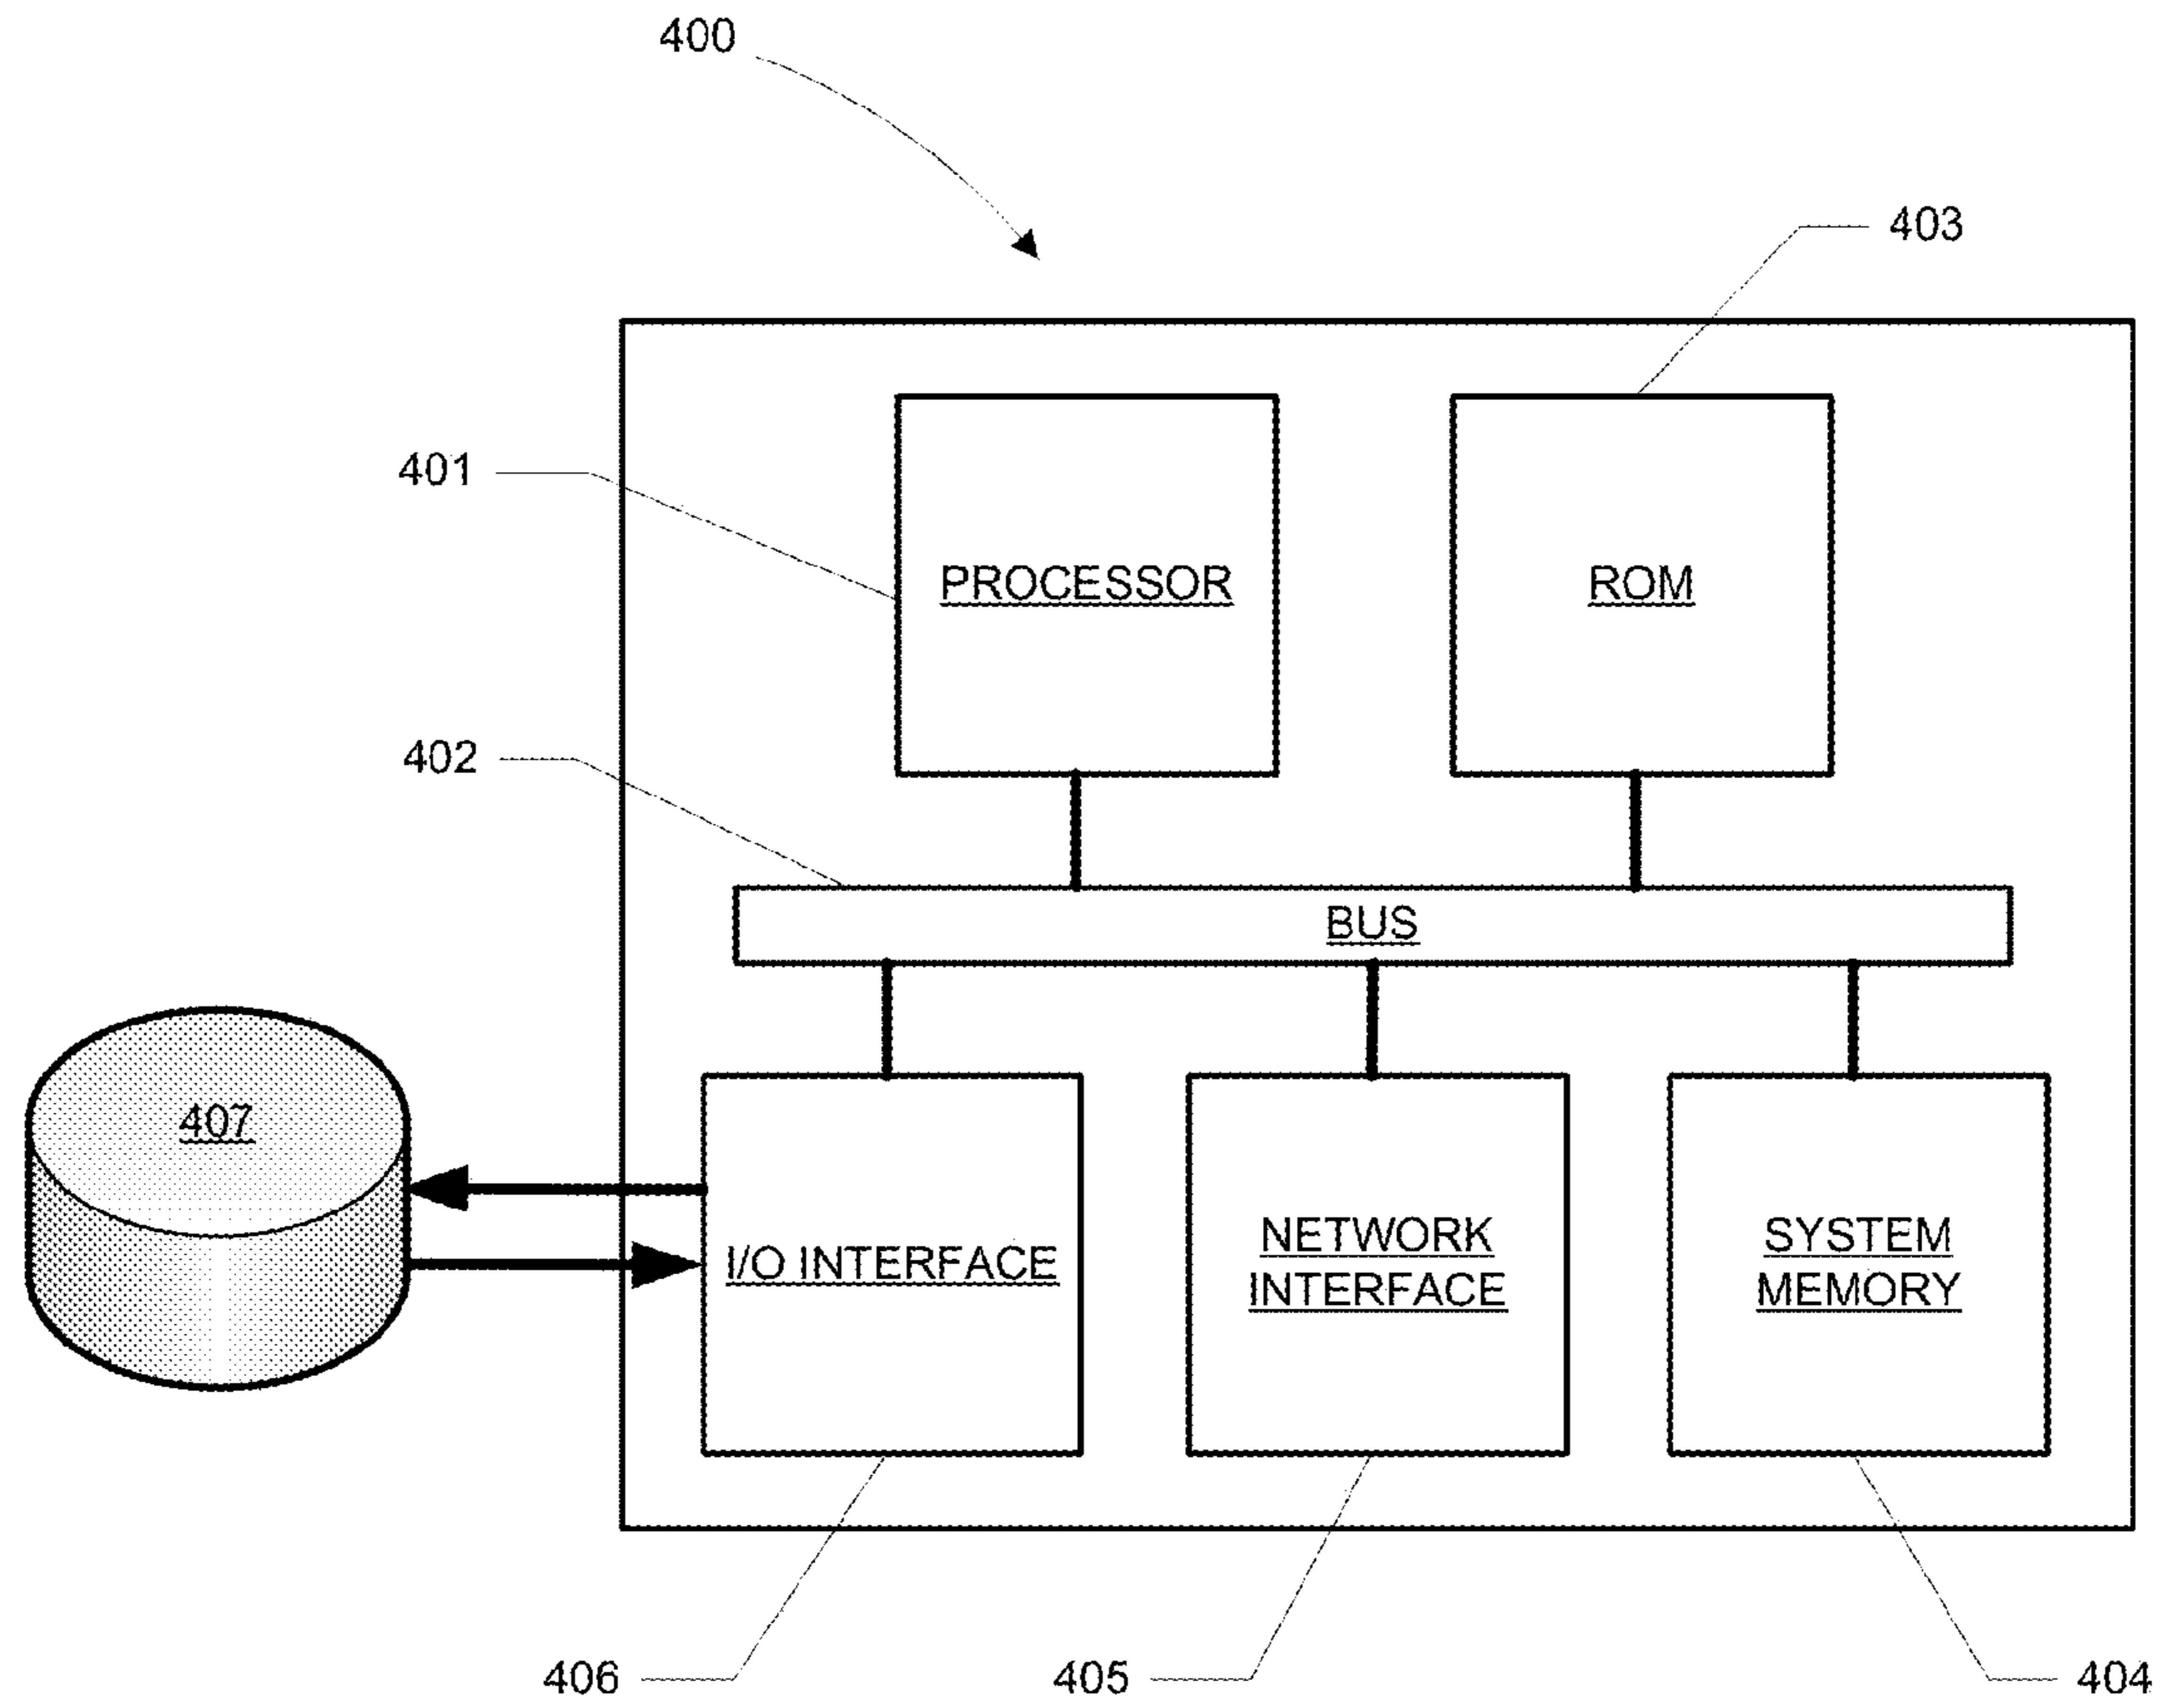 400
403
401
PROCESSOR
ROM
402
BUS
407
I/O INTERFACE
NETWORK
INTERFACE
SYSTEM
MEMORY
406
405
404